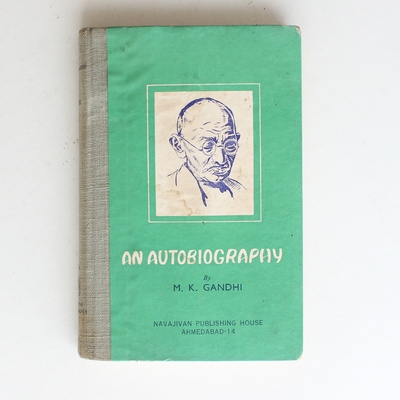 AN AUTOBIOGRAPHY
By
M. K. GANDHI
NAVAJIVAN PUBLISHING HOUSE
AHMEDABAD-14